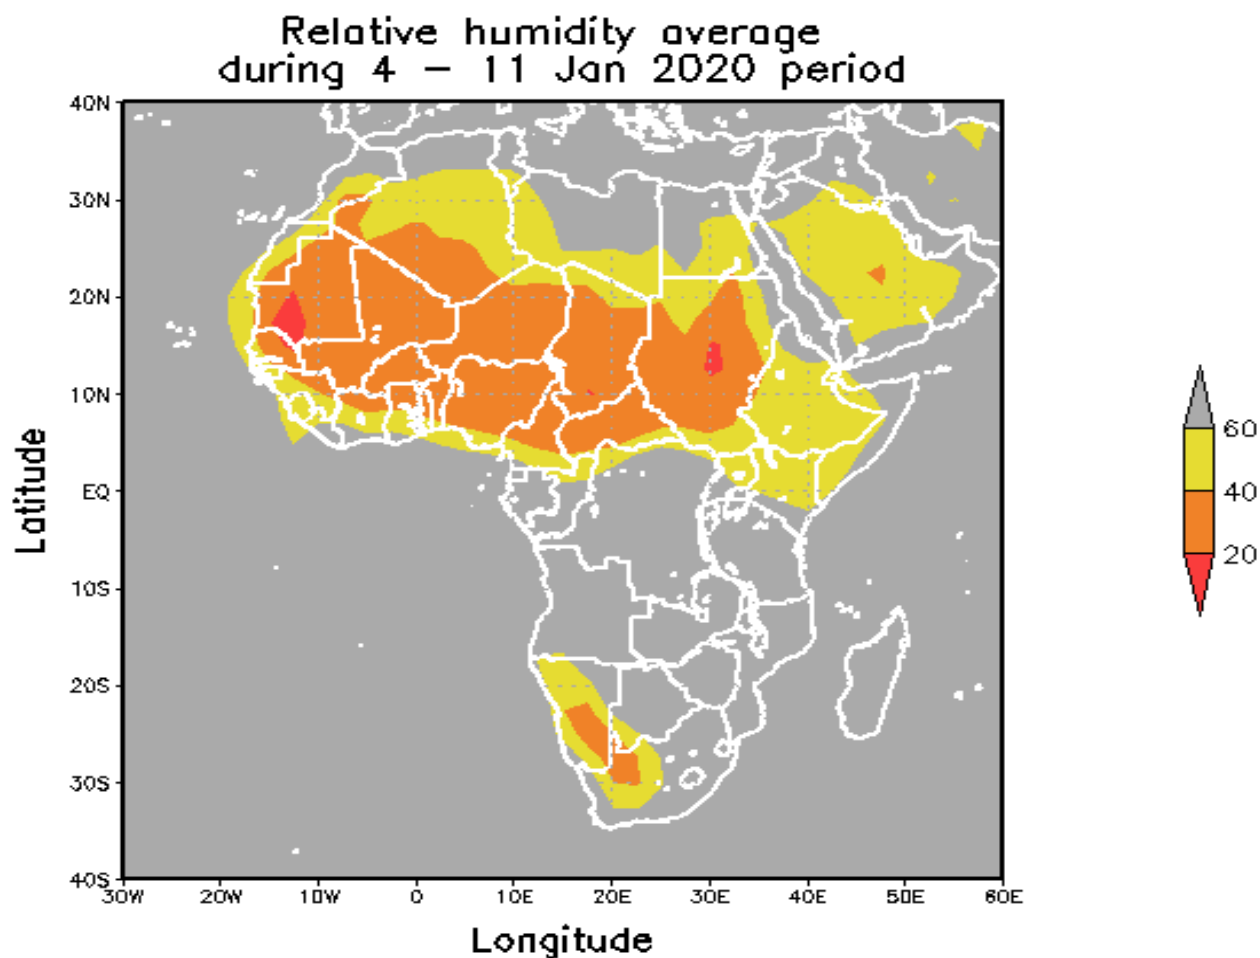 Relative humidity average
during 4 – 11 Jan 2020 period
40N
30N
20N
10N
EQ
10S
20S
30S
40S
30W 20W 10W 0 10E 20E 30E 40E 50E 60E
Latitude
Longitude
60
40
20